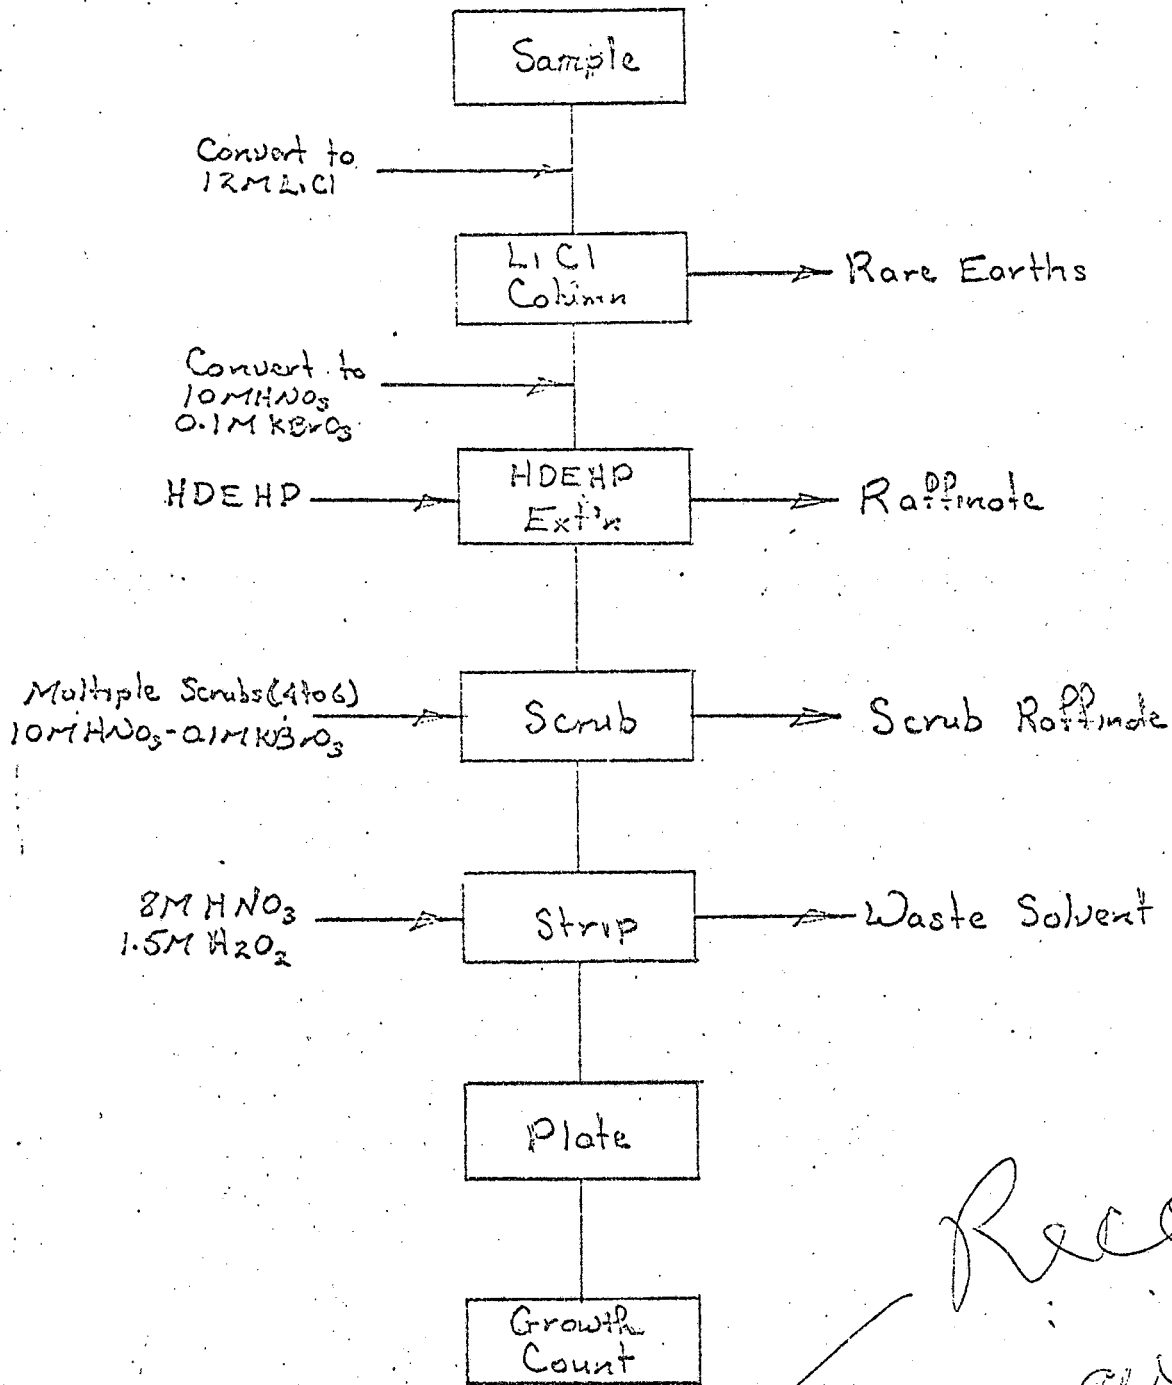 Sample
Convert to
12M LiCl
LiCl
Column
Rare Earths
Convert to
10M HNO₃
0.1M KBrO₃
HDEHP
HDEHP
Ext'n
Raffinate
Multiple Scrubs (4 to 6)
10M HNO₃-0.1M KBrO₃
Scrub
Scrub Raffinate
8M HNO₃
1.5M H₂O₂
Strip
Waste Solvent
Plate
Growth
Count